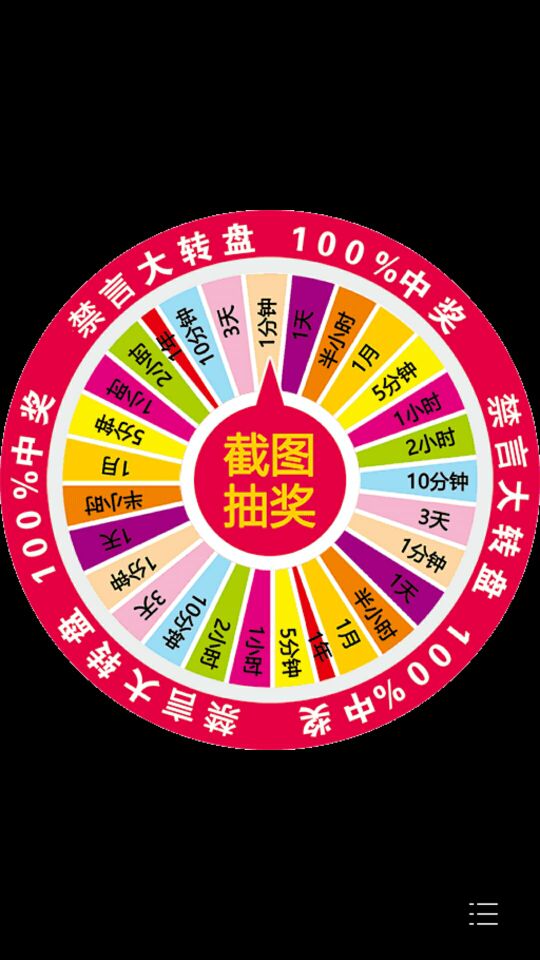 禁言大转盘 100%中奖
禁言大转盘 100%中奖
禁言大转盘 100%中奖
1分钟
1天
半小时
1月
5分钟
1小时
2小时
10分钟
3天
1分钟
1天
半小时
1月
1年
5分钟
1小时
2小时
10分钟
3天
1分钟
1天
半小时
1月
5分钟
1小时
2小时
1年
10分钟
3天
截图
抽奖